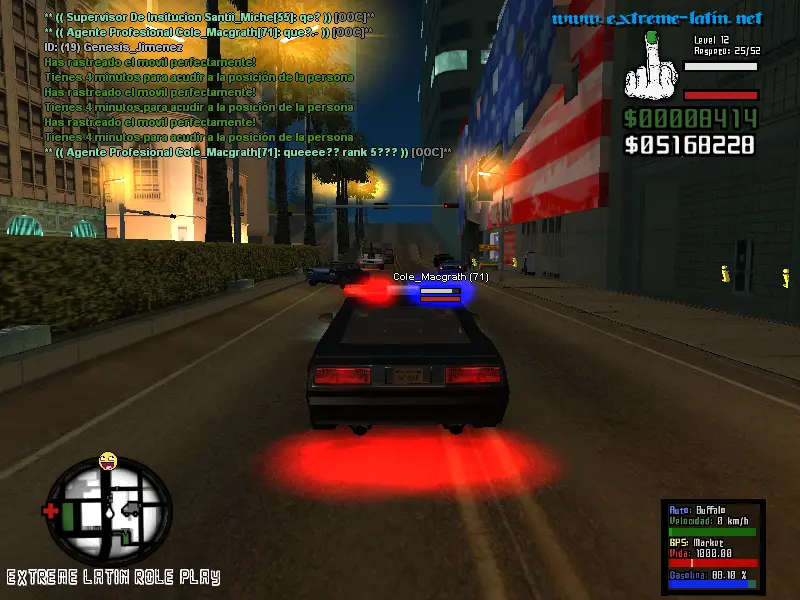 ** (( Supervisor De Insitucion Santii_Miche[55]: qe? )) [OOC]**
** (( Agente Profesional Cole_Macgrath[71]: que?.- )) [OOC]**
ID: (19) Genesis_Jimenez
Has rastreado el movil perfectamente!
Tienes 4 minutos para acudir a la posición de la persona
Has rastreado el movil perfectamente!
Tienes 4 minutos para acudir a la posición de la persona
Has rastreado el movil perfectamente!
Tienes 4 minutos para acudir a la posición de la persona
** (( Agente Profesional Cole_Macgrath[71]: queeee?? rank 5??? )) [OOC]**
www.extreme-latin.net
Level 12
Respeto: 25/52
$00008414
$05168228
Cole_Macgrath (71)
Auto: Buffalo
Velocidad: 0 km/h
GPS: Market
Vida: 1000.00
Gasolina: 88.10 %
EXTREME LATIN ROLE PLAY